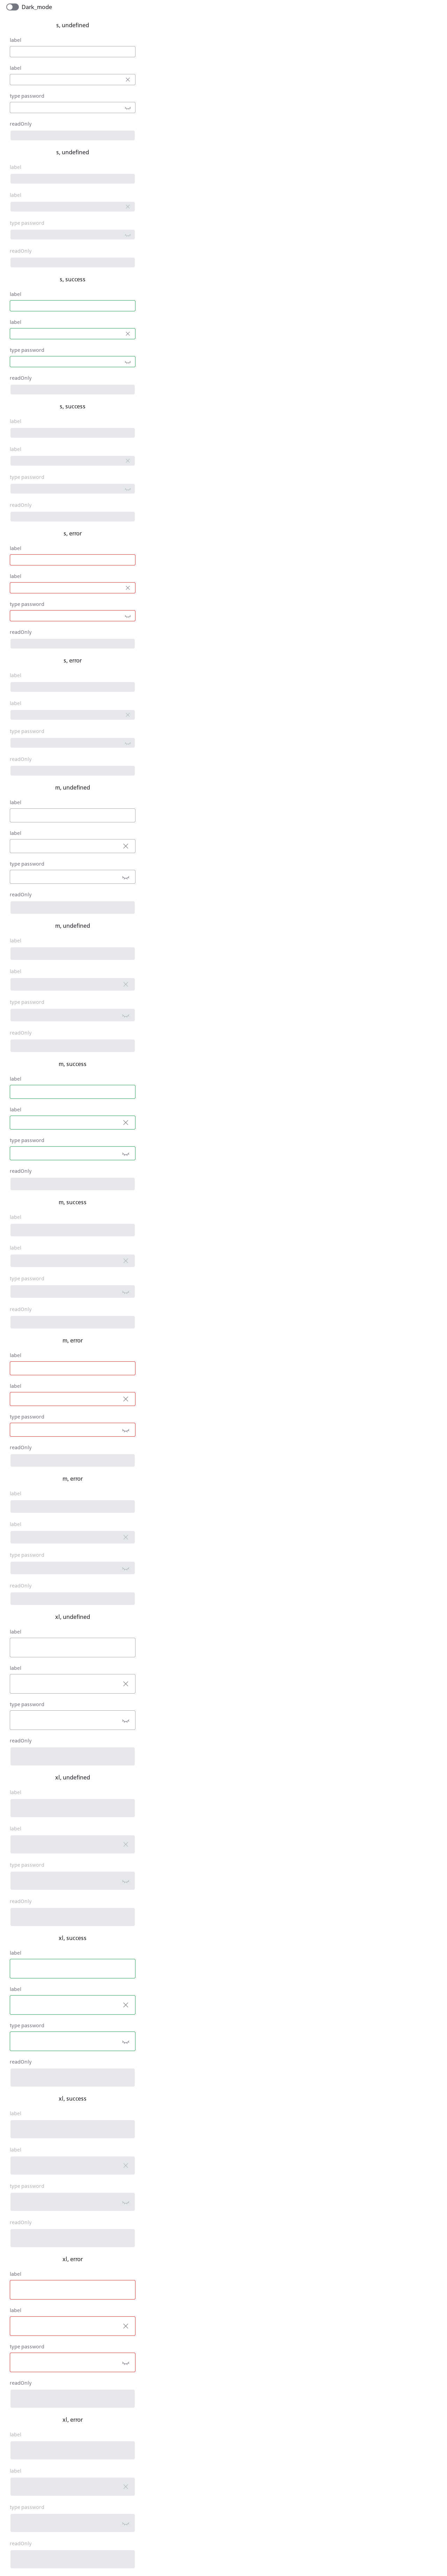 Dark_mode
s, undefined
label
label
type password
readOnly
s, undefined
label
label
type password
readOnly
s, success
label
label
type password
readOnly
s, success
label
label
type password
readOnly
s, error
label
label
type password
readOnly
s, error
label
label
type password
readOnly
m, undefined
label
label
type password
readOnly
m, undefined
label
label
type password
readOnly
m, success
label
label
type password
readOnly
m, success
label
label
type password
readOnly
m, error
label
label
type password
readOnly
m, error
label
label
type password
readOnly
xl, undefined
label
label
type password
readOnly
xl, undefined
label
label
type password
readOnly
xl, success
label
label
type password
readOnly
xl, success
label
label
type password
readOnly
xl, error
label
label
type password
readOnly
xl, error
label
label
type password
readOnly